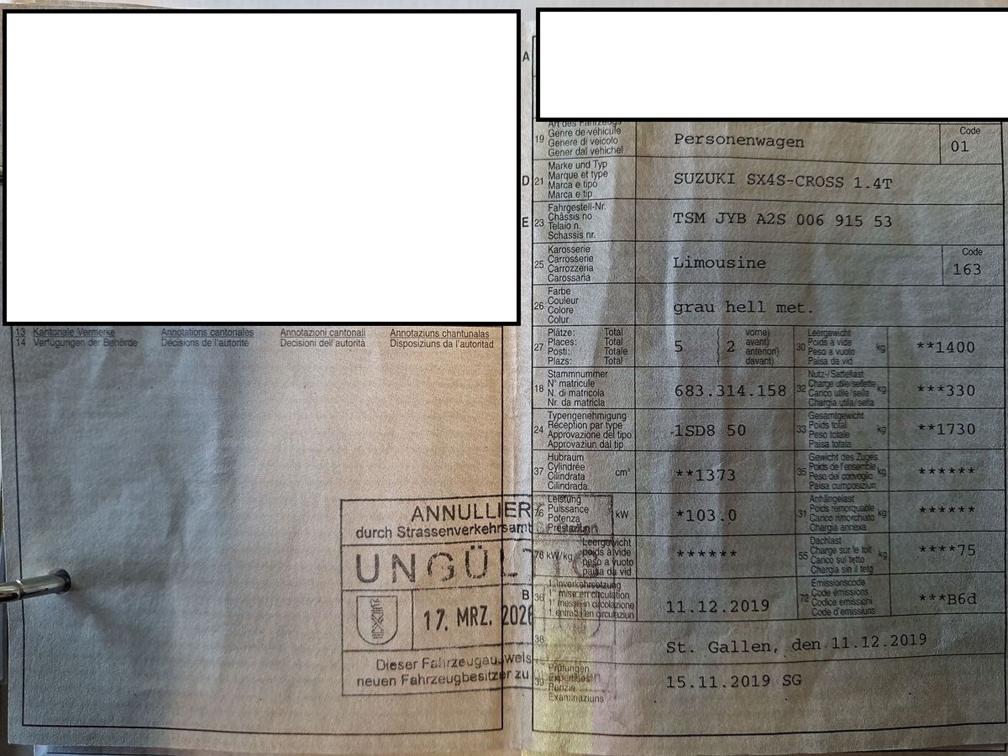 13 Kantonale Vermerke Annotations cantonales Annotazioni cantonali Annotaziuns chantunalas
14 Verfügungen der Behörde Décisions de l'autorité Decisioni dell'autorità Disposiziuns da l'autoritad
ANNULLIER
durch Strassenverkehrsamt
UNGÜLTIG
17. MRZ. 2026
Dieser Fahrzeugausweis
neuen Fahrzeugbesitzer zu
A
Art des Fahrzeugs
19 Genre de véhicule Personenwagen Code
Genere di veicolo 01
Gener dal vehichel
D 21 Marke und Typ
Marque et type SUZUKI SX4S-CROSS 1.4T
Marca e tipo
Marca e tip
E 23 Fahrgestell-Nr.
Châssis no TSM JYB A2S 006 915 53
Telaio n.
Schassis nr.
25 Karosserie Code
Carrosserie Limousine 163
Carrozzeria
Carossaria
26 Farbe
Couleur grau hell met.
Colore
Colur
27 Plätze: Total 5 2 vorne)
Places: Total avant)
Posti: Totale anteriori)
Plazs: Total davant)
30 Leergewicht kg **1400
Poids à vide
Peso a vuoto
Paisa da vid
18 Stammnummer
N° matricule 683.314.158
N. di matricola
Nr. da matricla
32 Nutz-/Sattellast kg ***330
Charge utile/sellette
Carico utile/sella
Chargia utila/sella
24 Typengenehmigung
Réception par type 1SD8 50
Approvazione del tipo
Approvaziun dal tip
33 Gesamtgewicht kg **1730
Poids total
Peso totale
Paisa totala
37 Hubraum
Cylindrée cm³ **1373
Cilindrata
Cilindrada
35 Gewicht des Zuges kg ******
Poids de l'ensemble
Peso del convoglio
Paisa cumposiziun
76 Leistung
Puissance kW *103.0
Potenza
Prestaziun
31 Anhängelast kg ******
Poids remorquable
Carico rimorchiato
Chargia annexa
78 kW/kg Leergewicht ******
poids à vide
peso a vuoto
paisa da vid
55 Dachlast kg ****75
Charge sur le toit
Carico sul tetto
Chargia sin il tetg
B 36 1. Inverkehrsetzung
1re mise en circulation 11.12.2019
1a messa in circolazione
1. entrada en circulaziun
72 Emissionscode ***B6d
Code émissions
Codice emissioni
Code d'emissiuns
38 St. Gallen, den 11.12.2019
39 Prüfungen
Expertises 15.11.2019 SG
Examinaziuns